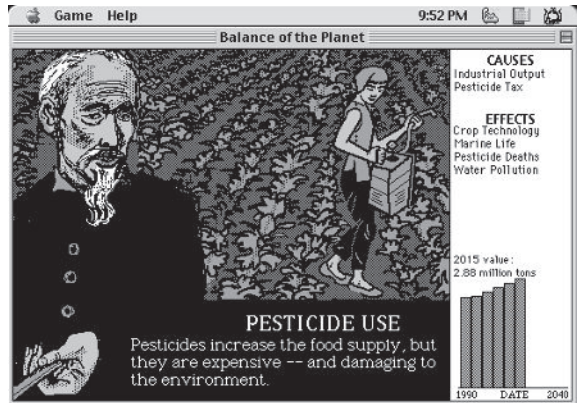 Game Help 9:52 PM
Balance of the Planet
CAUSES
Industrial Output
Pesticide Tax
EFFECTS
Crop Technology
Marine Life
Pesticide Deaths
Water Pollution
2015 value:
2.88 million tons
1990 DATE 2040
PESTICIDE USE
Pesticides increase the food supply, but
they are expensive -- and damaging to
the environment.